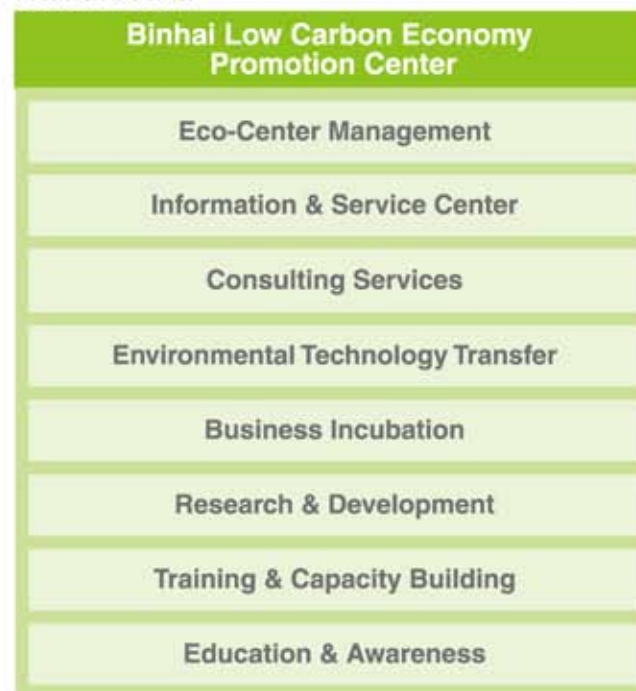 Binhai Low Carbon Economy
Promotion Center
Eco-Center Management
Information & Service Center
Consulting Services
Environmental Technology Transfer
Business Incubation
Research & Development
Training & Capacity Building
Education & Awareness